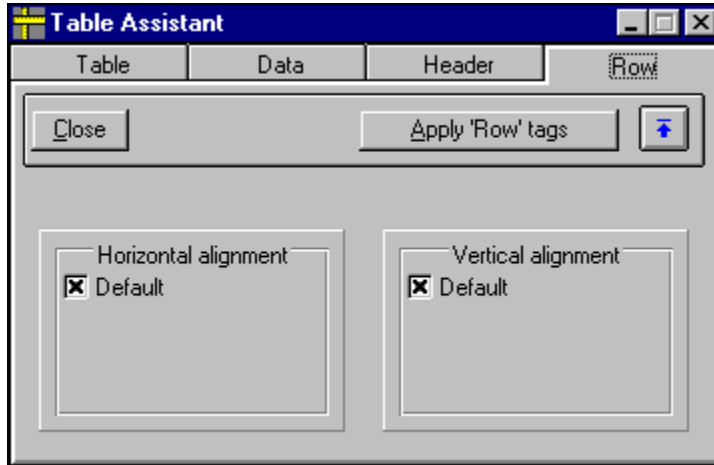 Table Assistant
Table Data Header Row
Close Apply 'Row' tags
Horizontal alignment Vertical alignment
Default Default